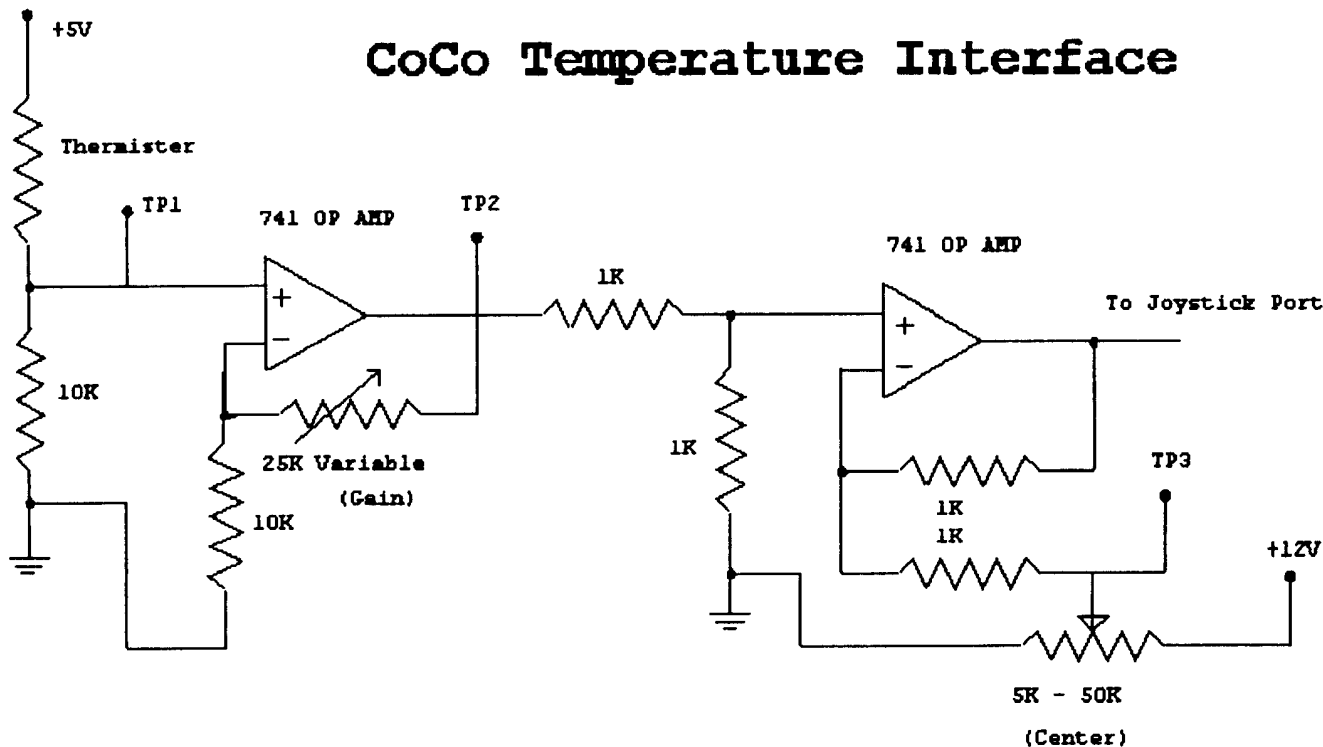 +5V
CoCo Temperature Interface
Thermister
TP1
741 OP AMP
TP2
741 OP AMP
1K
To Joystick Port
+
−
+
−
10K
25K Variable
(Gain)
10K
1K
1K
1K
TP3
+12V
5K - 50K
(Center)